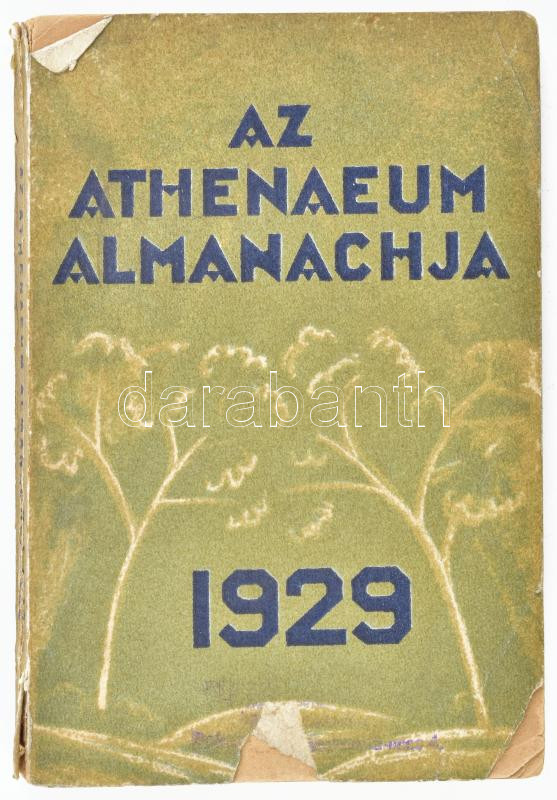 AZ
ATHENAEUM
ALMANACHJA
darabanth
1929